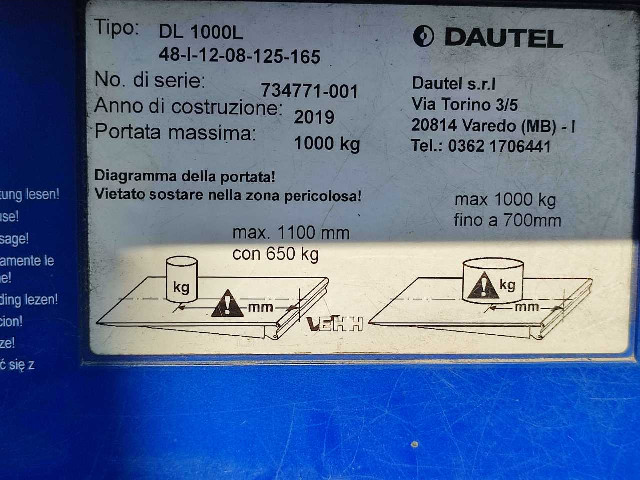 Tipo: DL 1000L
48-I-12-08-125-165
No. di serie: 734771-001
Anno di costruzione: 2019
Portata massima: 1000 kg
DAUTEL
Dautel s.r.l
Via Torino 3/5
20814 Varedo (MB) - I
Tel.: 0362 1706441
Diagramma della portata!
Vietato sostare nella zona pericolosa!
max. 1100 mm
con 650 kg
max 1000 kg
fino a 700mm
kg
mm
kg
mm
tung lesen!
use!
sage!
amente le
ne!
ding lezen!
cion!
ze!
ć się z